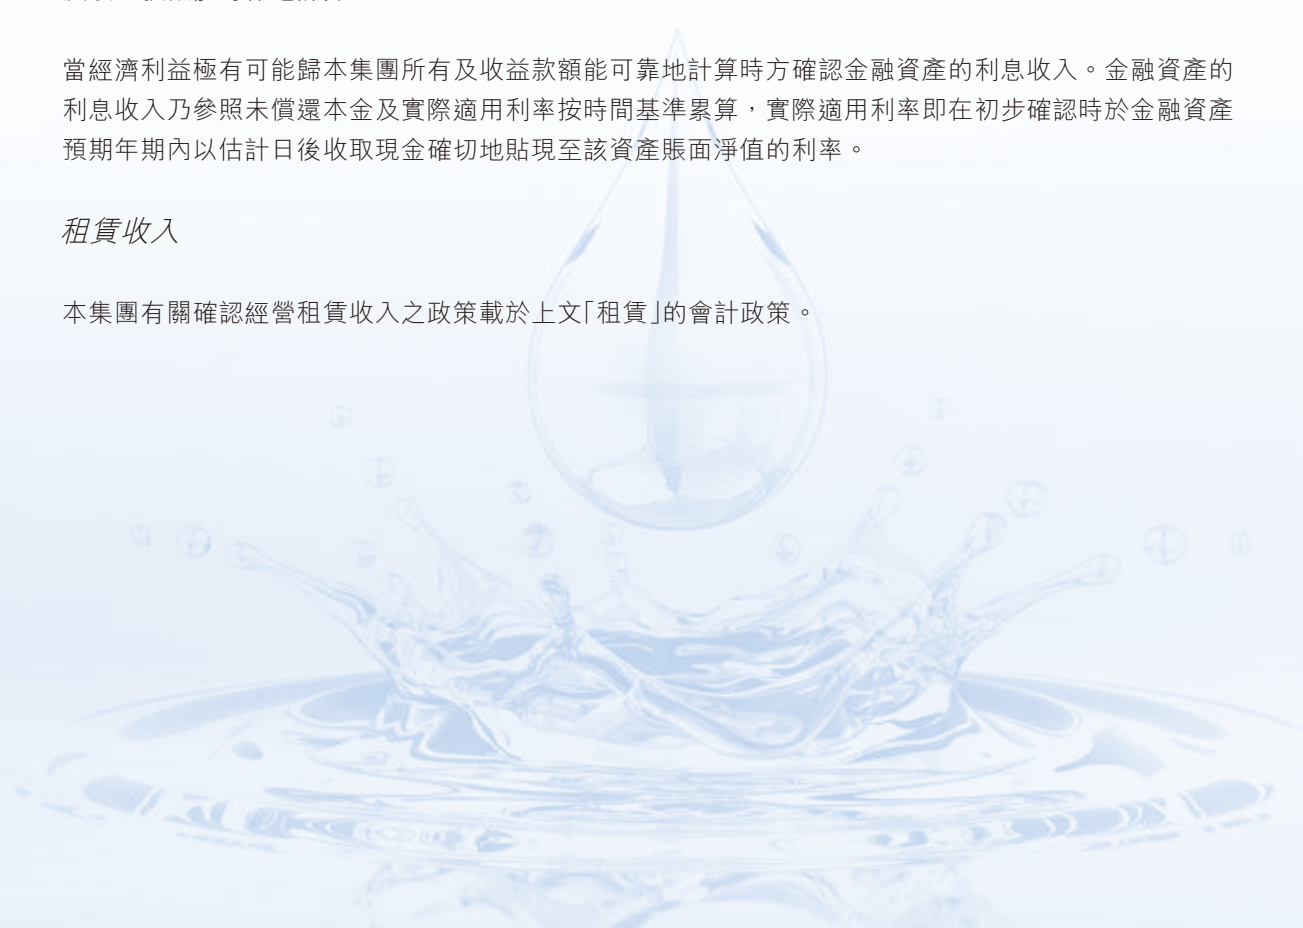 當經濟利益極有可能歸本集團所有及收益款額能可靠地計算時方確認金融資產的利息收入。金融資產的
利息收入乃參照未償還本金及實際適用利率按時間基準累算，實際適用利率即在初步確認時於金融資產
預期年期內以估計日後收取現金確切地貼現至該資產賬面淨值的利率。
租賃收入
本集團有關確認經營租賃收入之政策載於上文「租賃」的會計政策。